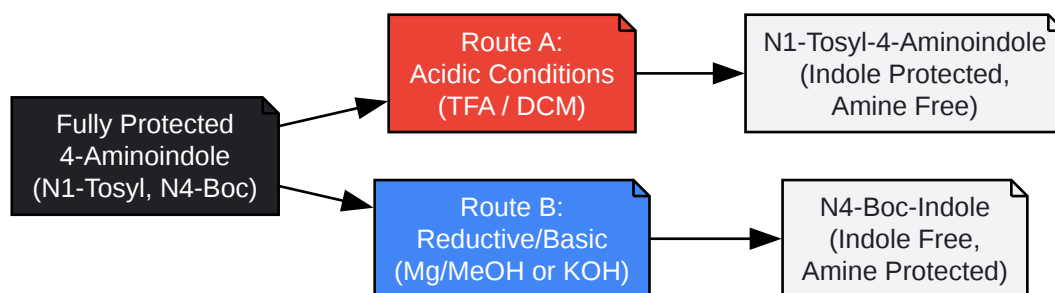 Fully Protected
4-Aminoindole
(N1-Tosyl, N4-Boc)
Route A:
Acidic Conditions
(TFA / DCM)
N1-Tosyl-4-Aminoindole
(Indole Protected,
Amine Free)
Route B:
Reductive/Basic
(Mg/MeOH or KOH)
N4-Boc-Indole
(Indole Free,
Amine Protected)